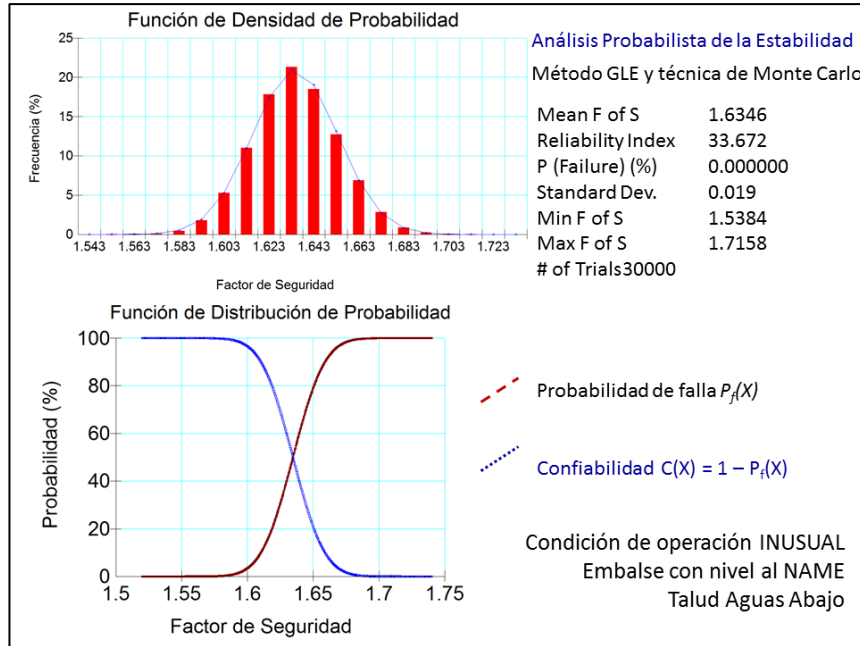 Función de Densidad de Probabilidad
25
20
15
10
5
0
Frecuencia (%)
1.543 1.563 1.583 1.603 1.623 1.643 1.663 1.683 1.703 1.723
Factor de Seguridad
Análisis Probabilista de la Estabilidad
Método GLE y técnica de Monte Carlo
Mean F of S 1.6346
Reliability Index 33.672
P (Failure) (%) 0.000000
Standard Dev. 0.019
Min F of S 1.5384
Max F of S 1.7158
# of Trials30000
Función de Distribución de Probabilidad
100
80
60
40
20
0
Probabilidad (%)
1.5 1.55 1.6 1.65 1.7 1.75
Factor de Seguridad
Probabilidad de falla Pf(X)
Confiabilidad C(X) = 1 – Pf(X)
Condición de operación INUSUAL
Embalse con nivel al NAME
Talud Aguas Abajo